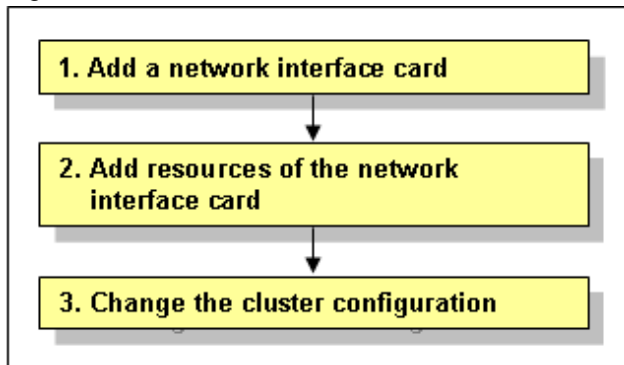 1. Add a network interface card
2. Add resources of the network
interface card
3. Change the cluster configuration